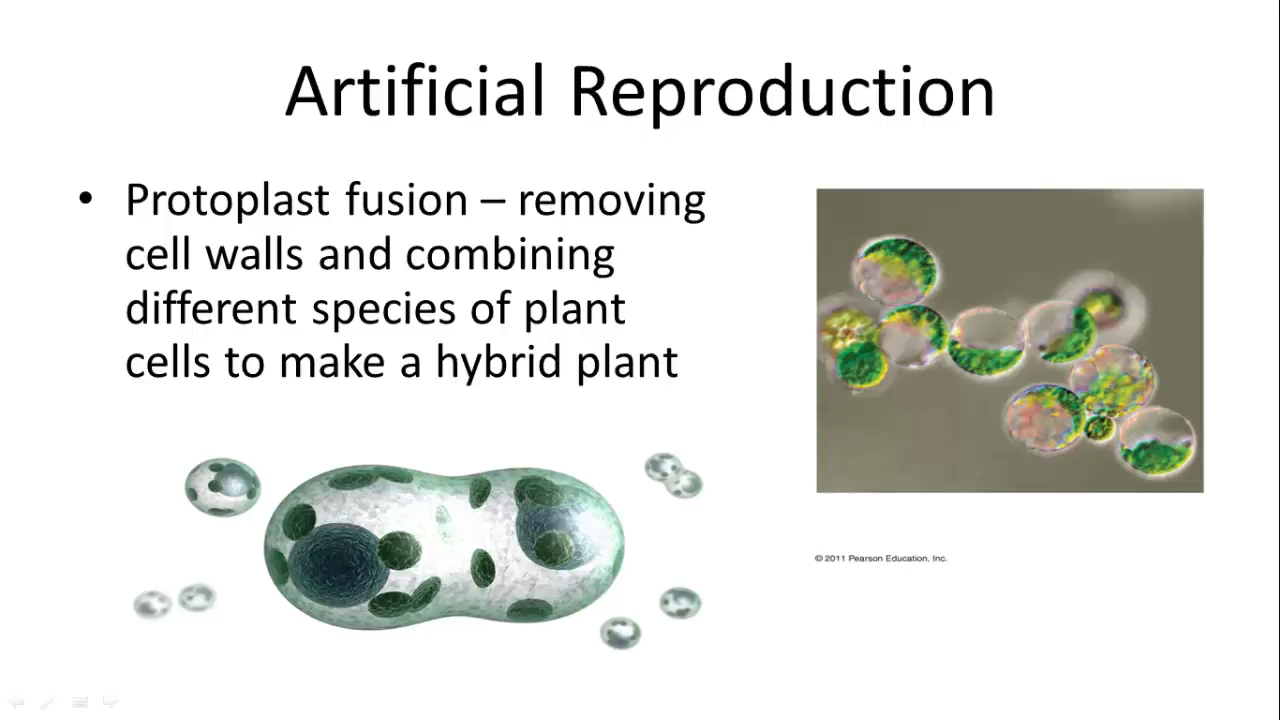 Artificial Reproduction
• Protoplast fusion – removing
cell walls and combining
different species of plant
cells to make a hybrid plant
© 2011 Pearson Education, Inc.